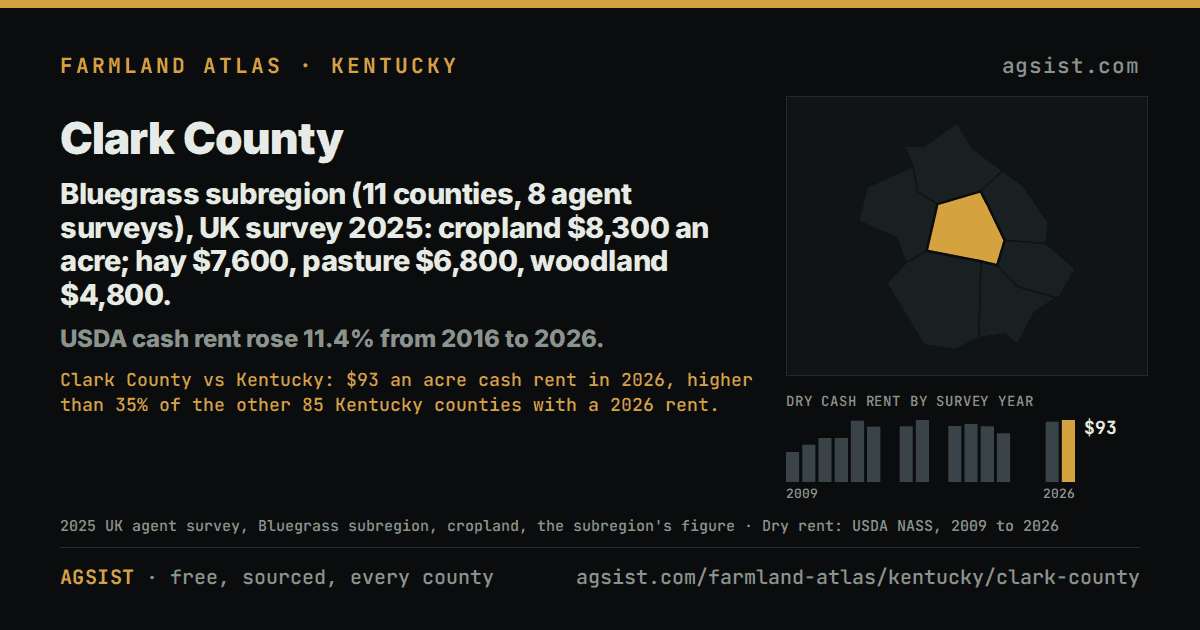 FARMLAND ATLAS · KENTUCKY
agsist.com
Clark County
Bluegrass subregion (11 counties, 8 agent
surveys), UK survey 2025: cropland $8,300 an
acre; hay $7,600, pasture $6,800, woodland
$4,800.
USDA cash rent rose 11.4% from 2016 to 2026.
Clark County vs Kentucky: $93 an acre cash rent in 2026, higher
than 35% of the other 85 Kentucky counties with a 2026 rent.
DRY CASH RENT BY SURVEY YEAR
$93
2009
2026
2025 UK agent survey, Bluegrass subregion, cropland, the subregion's figure · Dry rent: USDA NASS, 2009 to 2026
AGSIST · free, sourced, every county
agsist.com/farmland-atlas/kentucky/clark-county